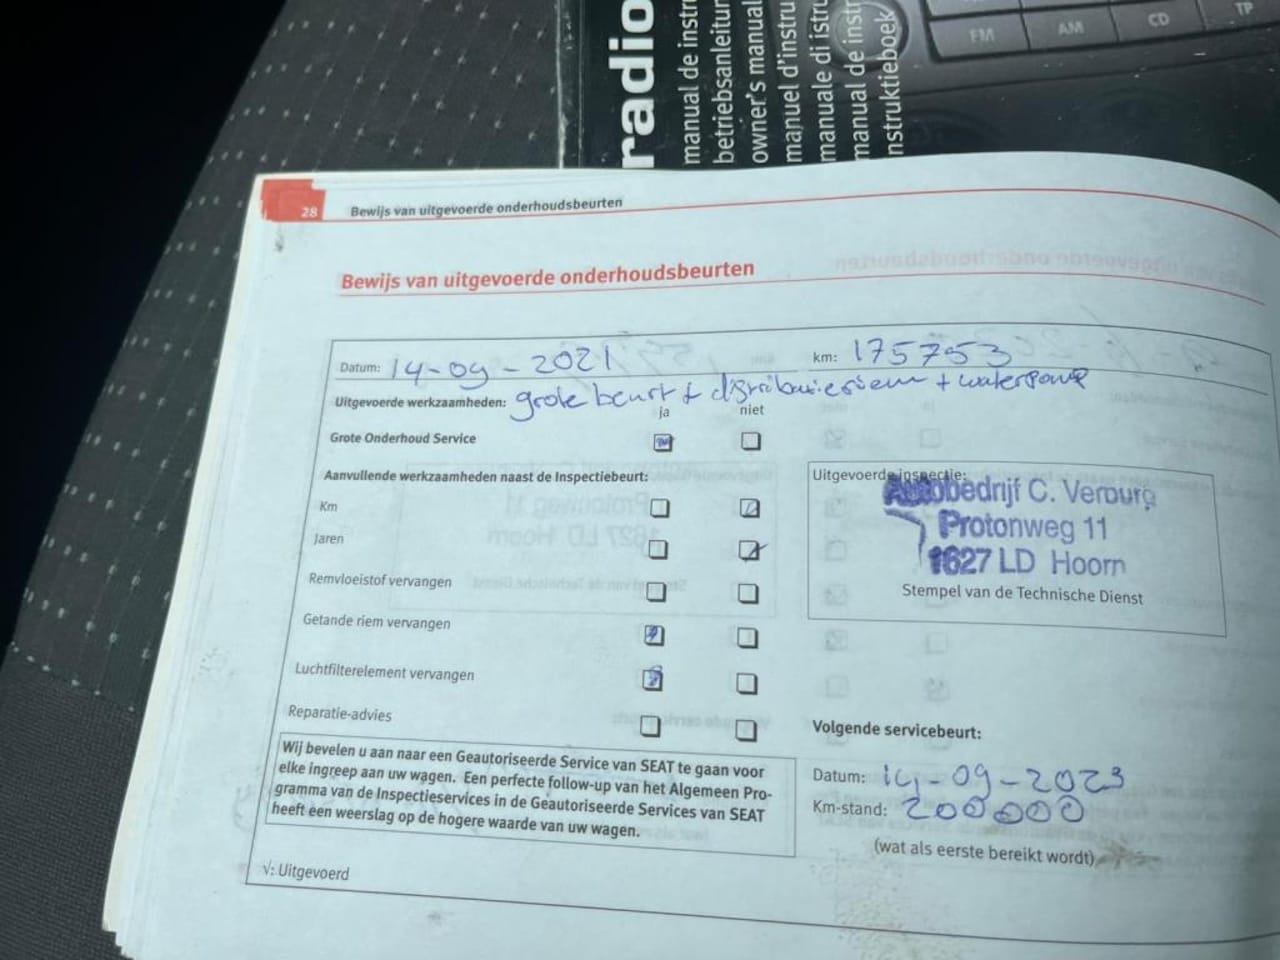 radio
manual de instr
betriebsanleitun
owner's manual
manuel d'instru
manuale di istru
manual de instr
nstruktieboek
FM AM CD TP
28 Bewijs van uitgevoerde onderhoudsbeurten
Bewijs van uitgevoerde onderhoudsbeurten
Datum: 14-09-2021 km: 175753
Uitgevoerde werkzaamheden: grote beurt + distributieriem + waterpomp
ja niet
Grote Onderhoud Service
Aanvullende werkzaamheden naast de Inspectiebeurt:
Km
Jaren
Remvloeistof vervangen
Getande riem vervangen
Luchtfilterelement vervangen
Reparatie-advies
Uitgevoerde inspectie:
Autobedrijf C. Verburg
Protonweg 11
1627 LD Hoorn
Stempel van de Technische Dienst
Wij bevelen u aan naar een Geautoriseerde Service van SEAT te gaan voor
elke ingreep aan uw wagen. Een perfecte follow-up van het Algemeen Pro-
gramma van de Inspectieservices in de Geautoriseerde Services van SEAT
heeft een weerslag op de hogere waarde van uw wagen.
Volgende servicebeurt:
Datum: 14-09-2023
Km-stand: 200000
(wat als eerste bereikt wordt)
√: Uitgevoerd